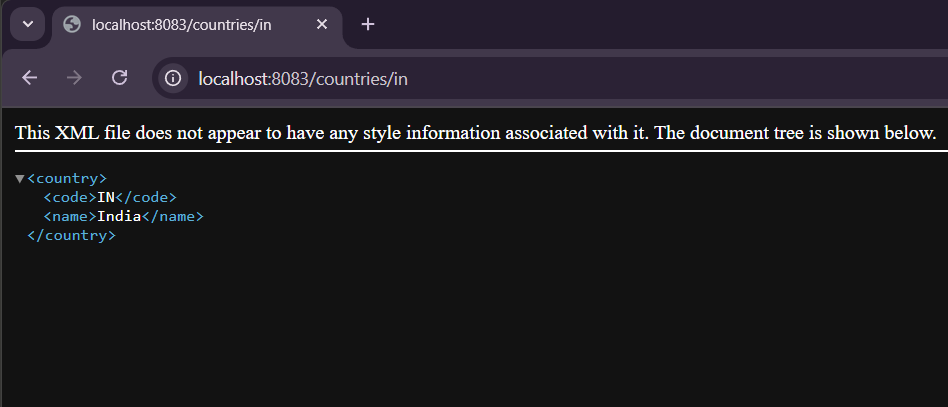 localhost:8083/countries/in
localhost:8083/countries/in
This XML file does not appear to have any style information associated with it. The document tree is shown below.
<country>
<code>IN</code>
<name>India</name>
</country>